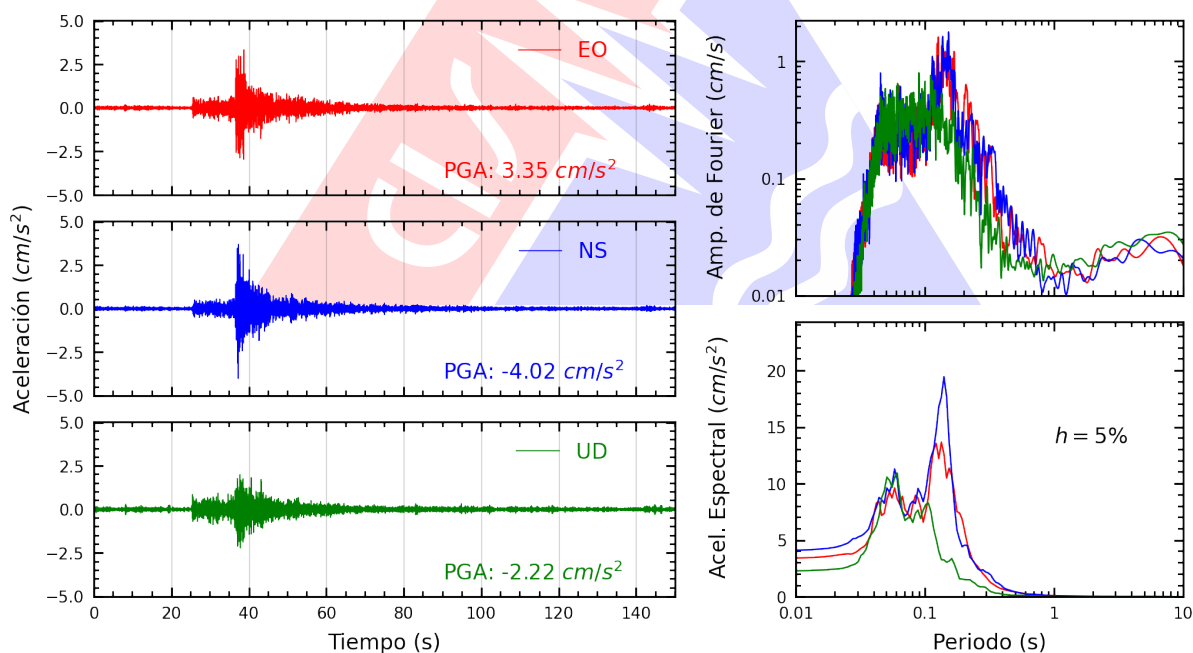 Aceleración (cm/s²)
5.0
2.5
0.0
−2.5
−5.0
EO
PGA: 3.35 cm/s²
5.0
2.5
0.0
−2.5
−5.0
NS
PGA: -4.02 cm/s²
5.0
2.5
0.0
−2.5
−5.0
UD
PGA: -2.22 cm/s²
0 20 40 60 80 100 120 140
Tiempo (s)
Amp. de Fourier (cm/s)
1
0.1
0.01
Acel. Espectral (cm/s²)
20
15
10
5
0
h = 5%
0.01 0.1 1 10
Periodo (s)